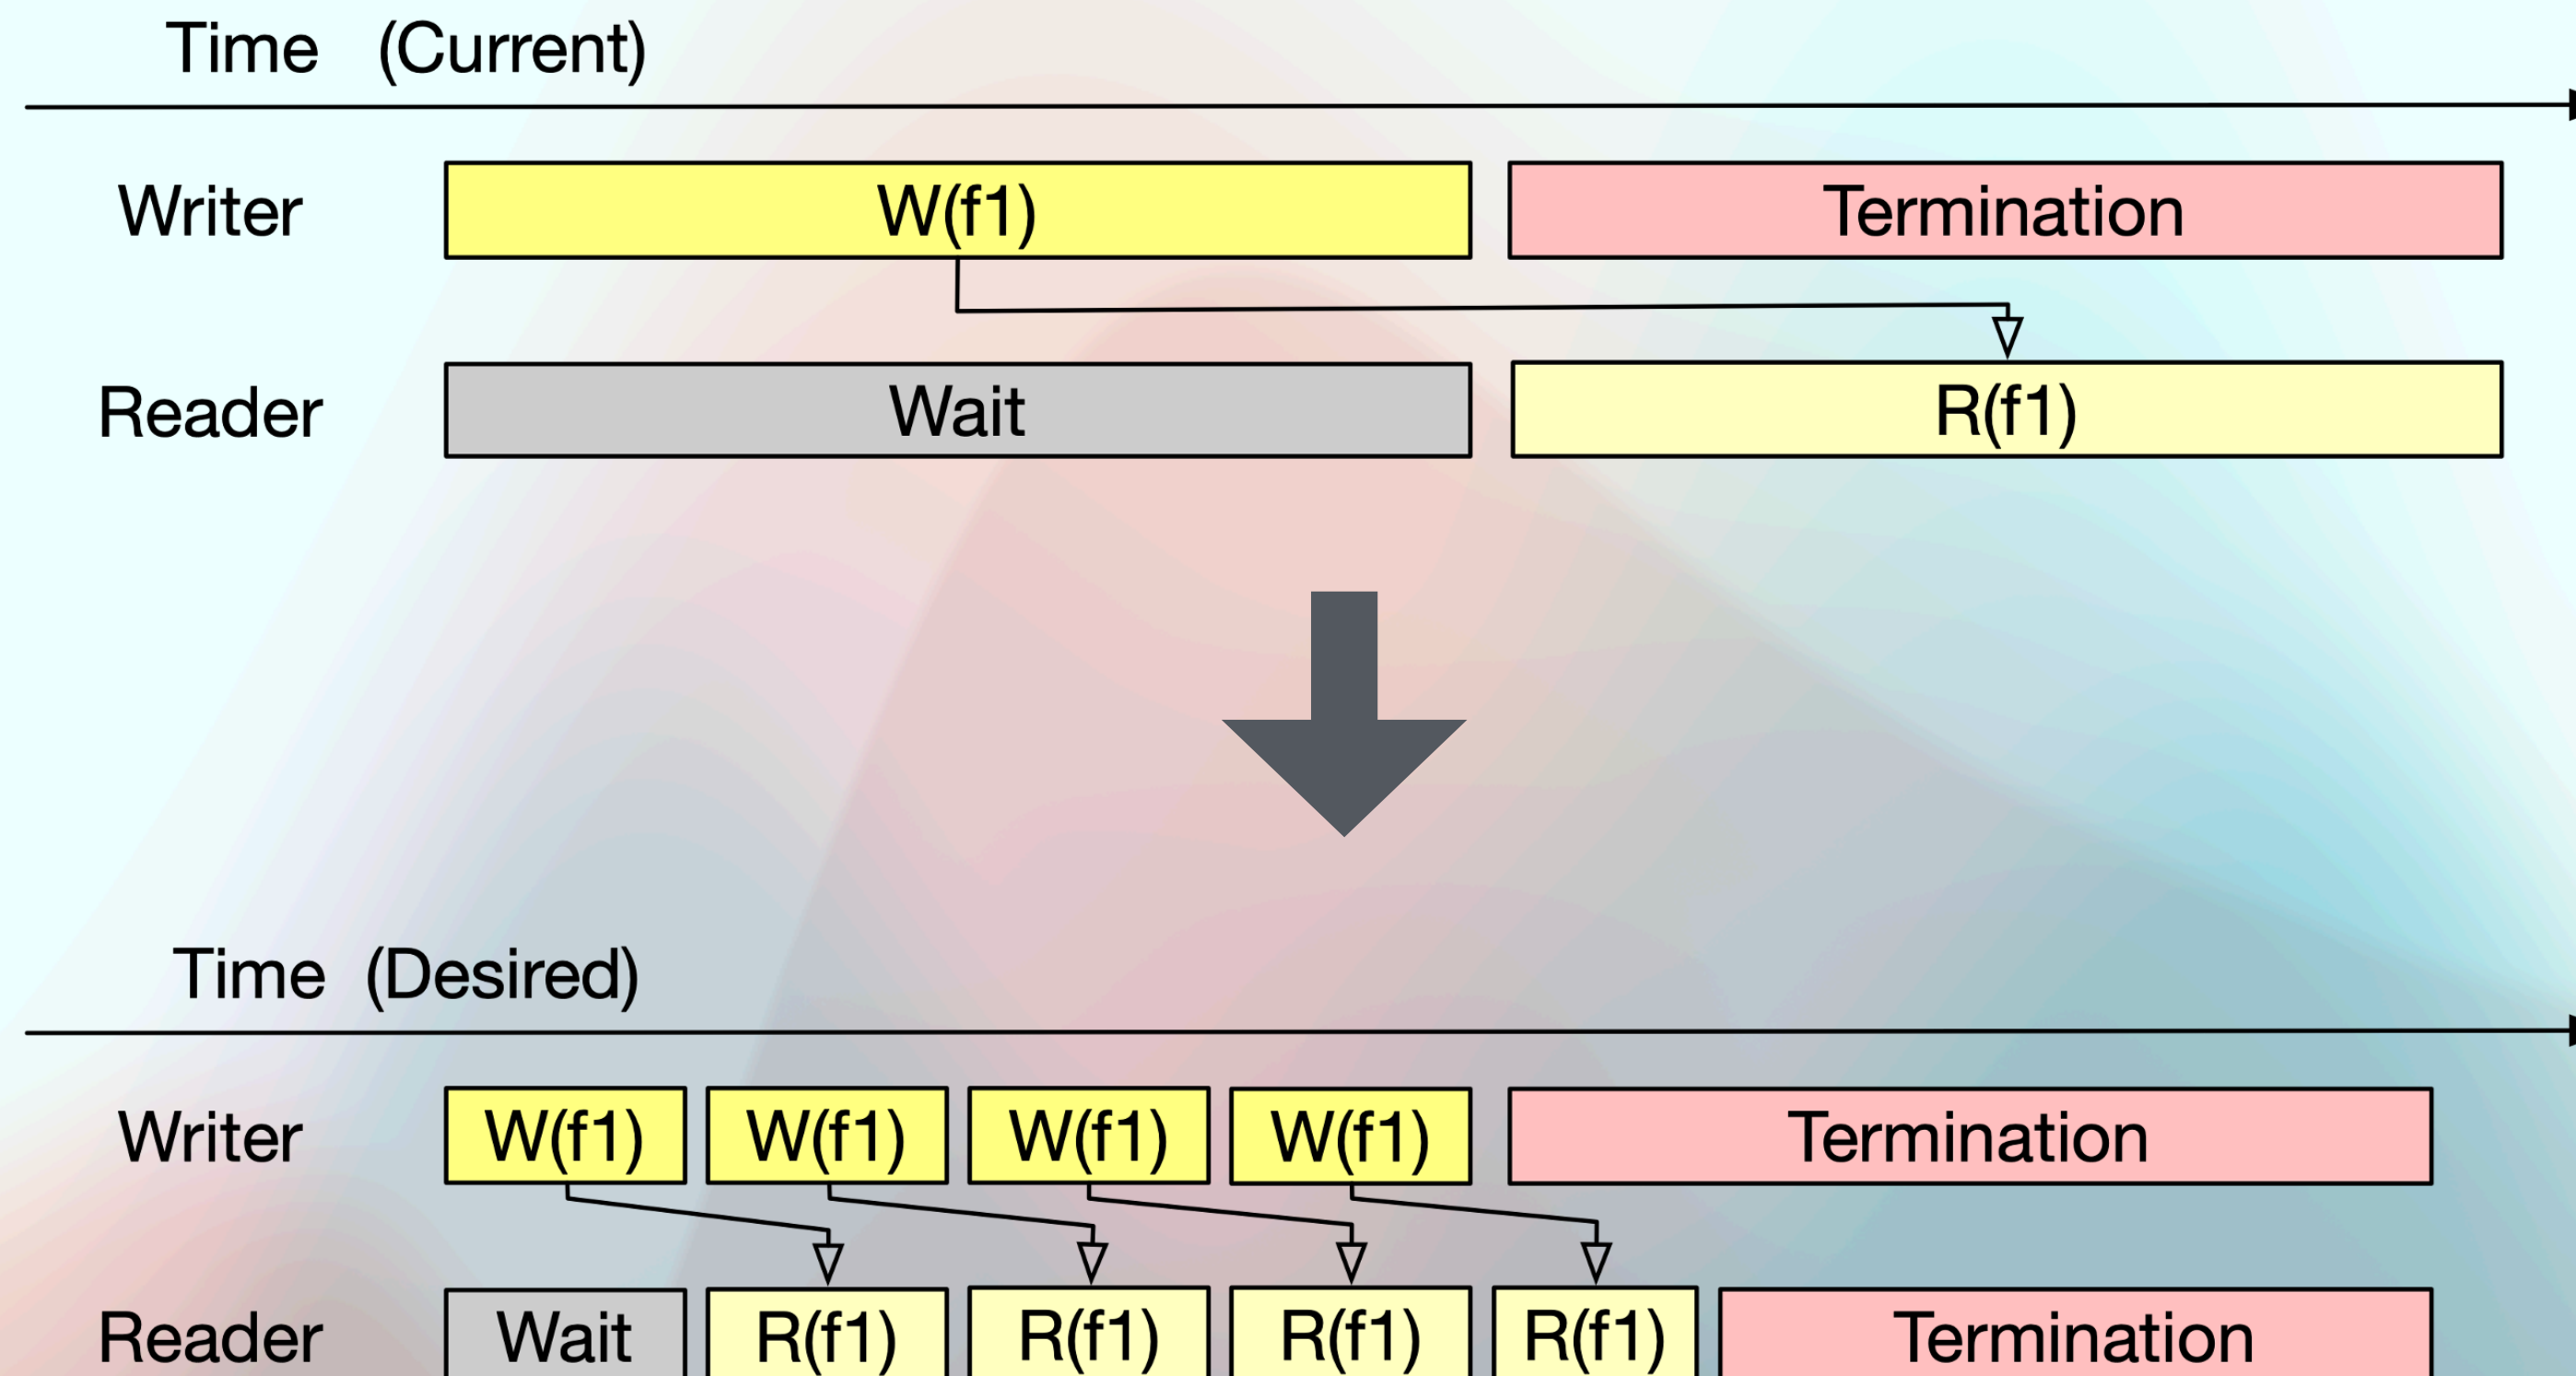 Time (Current)
Writer W(f1) Termination
Reader Wait R(f1)
Time (Desired)
Writer W(f1) W(f1) W(f1) W(f1) Termination
Reader Wait R(f1) R(f1) R(f1) R(f1) Termination